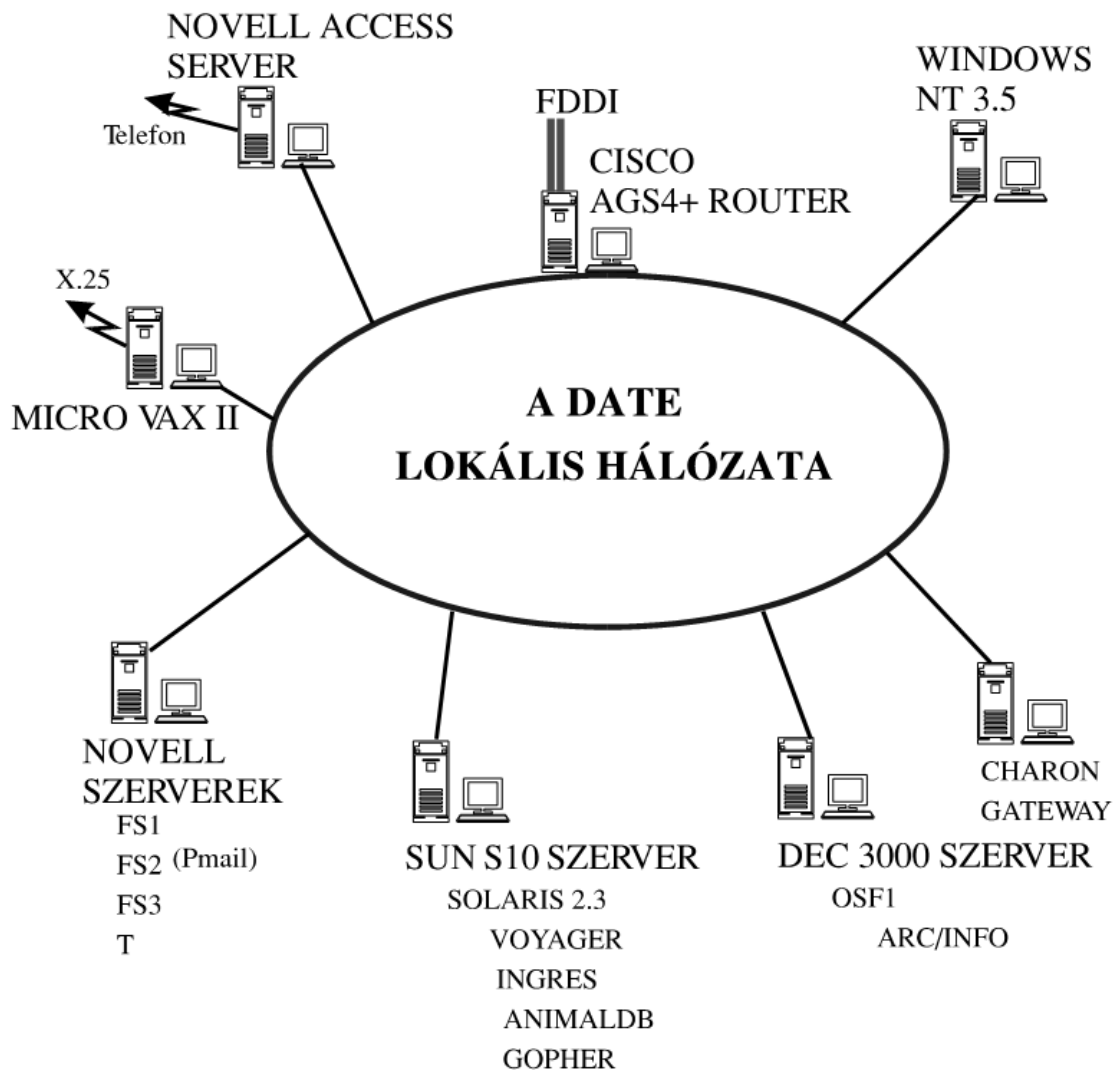 NOVELL ACCESS
SERVER
Telefon
FDDI
CISCO
AGS4+ ROUTER
WINDOWS
NT 3.5
X.25
MICRO VAX II
A DATE
LOKÁLIS HÁLÓZATA
NOVELL
SZERVEREK
FS1
FS2 (Pmail)
FS3
T
SUN S10 SZERVER
SOLARIS 2.3
VOYAGER
INGRES
ANIMALDB
GOPHER
DEC 3000 SZERVER
OSF1
ARC/INFO
CHARON
GATEWAY